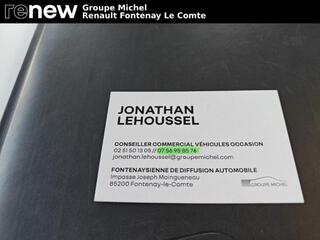 renew Groupe Michel
Renault Fontenay Le Comte
JONATHAN
LEHOUSSEL
CONSEILLER COMMERCIAL VÉHICULES OCCASION
02 51 50 13 05 // 07 56 95 85 76
jonathan.lehoussel@groupemichel.com
FONTENAYSIENNE DE DIFFUSION AUTOMOBILE
Impasse Joseph Maingueneau
85200 Fontenay-le-Comte
GROUPE MICHEL